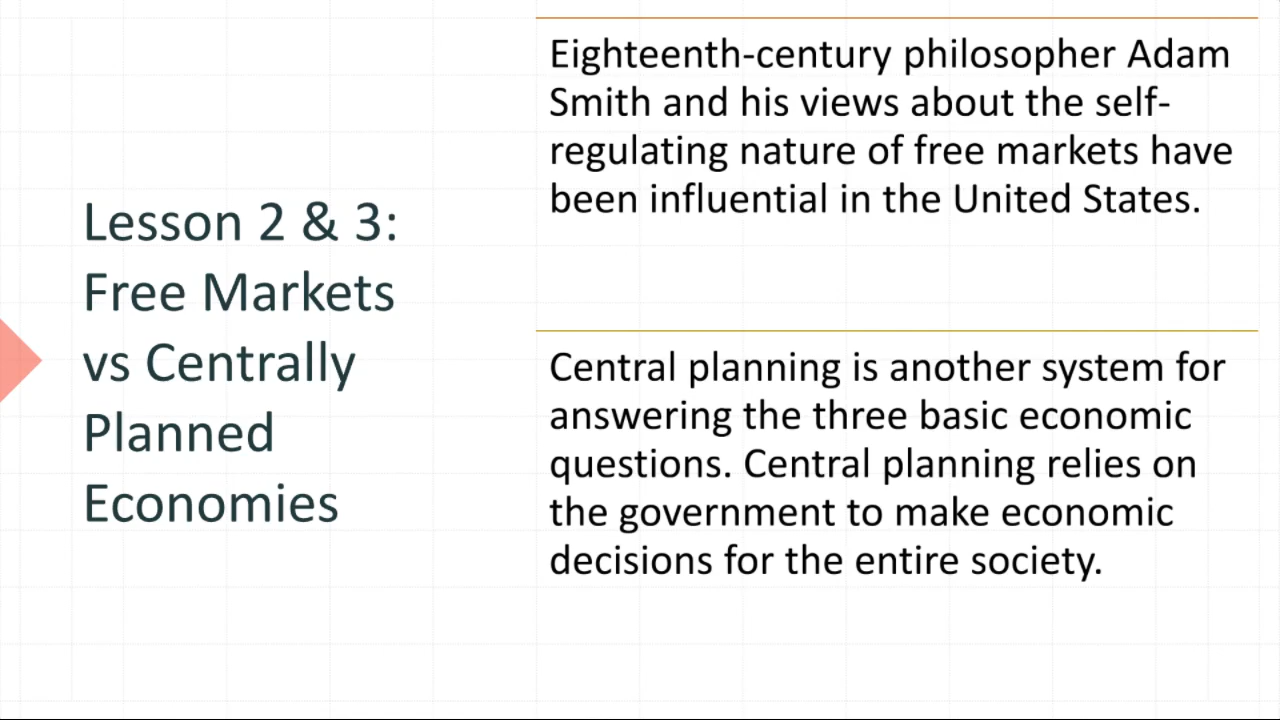 Lesson 2 & 3:
Free Markets
vs Centrally
Planned
Economies
Eighteenth-century philosopher Adam
Smith and his views about the self-
regulating nature of free markets have
been influential in the United States.
Central planning is another system for
answering the three basic economic
questions. Central planning relies on
the government to make economic
decisions for the entire society.